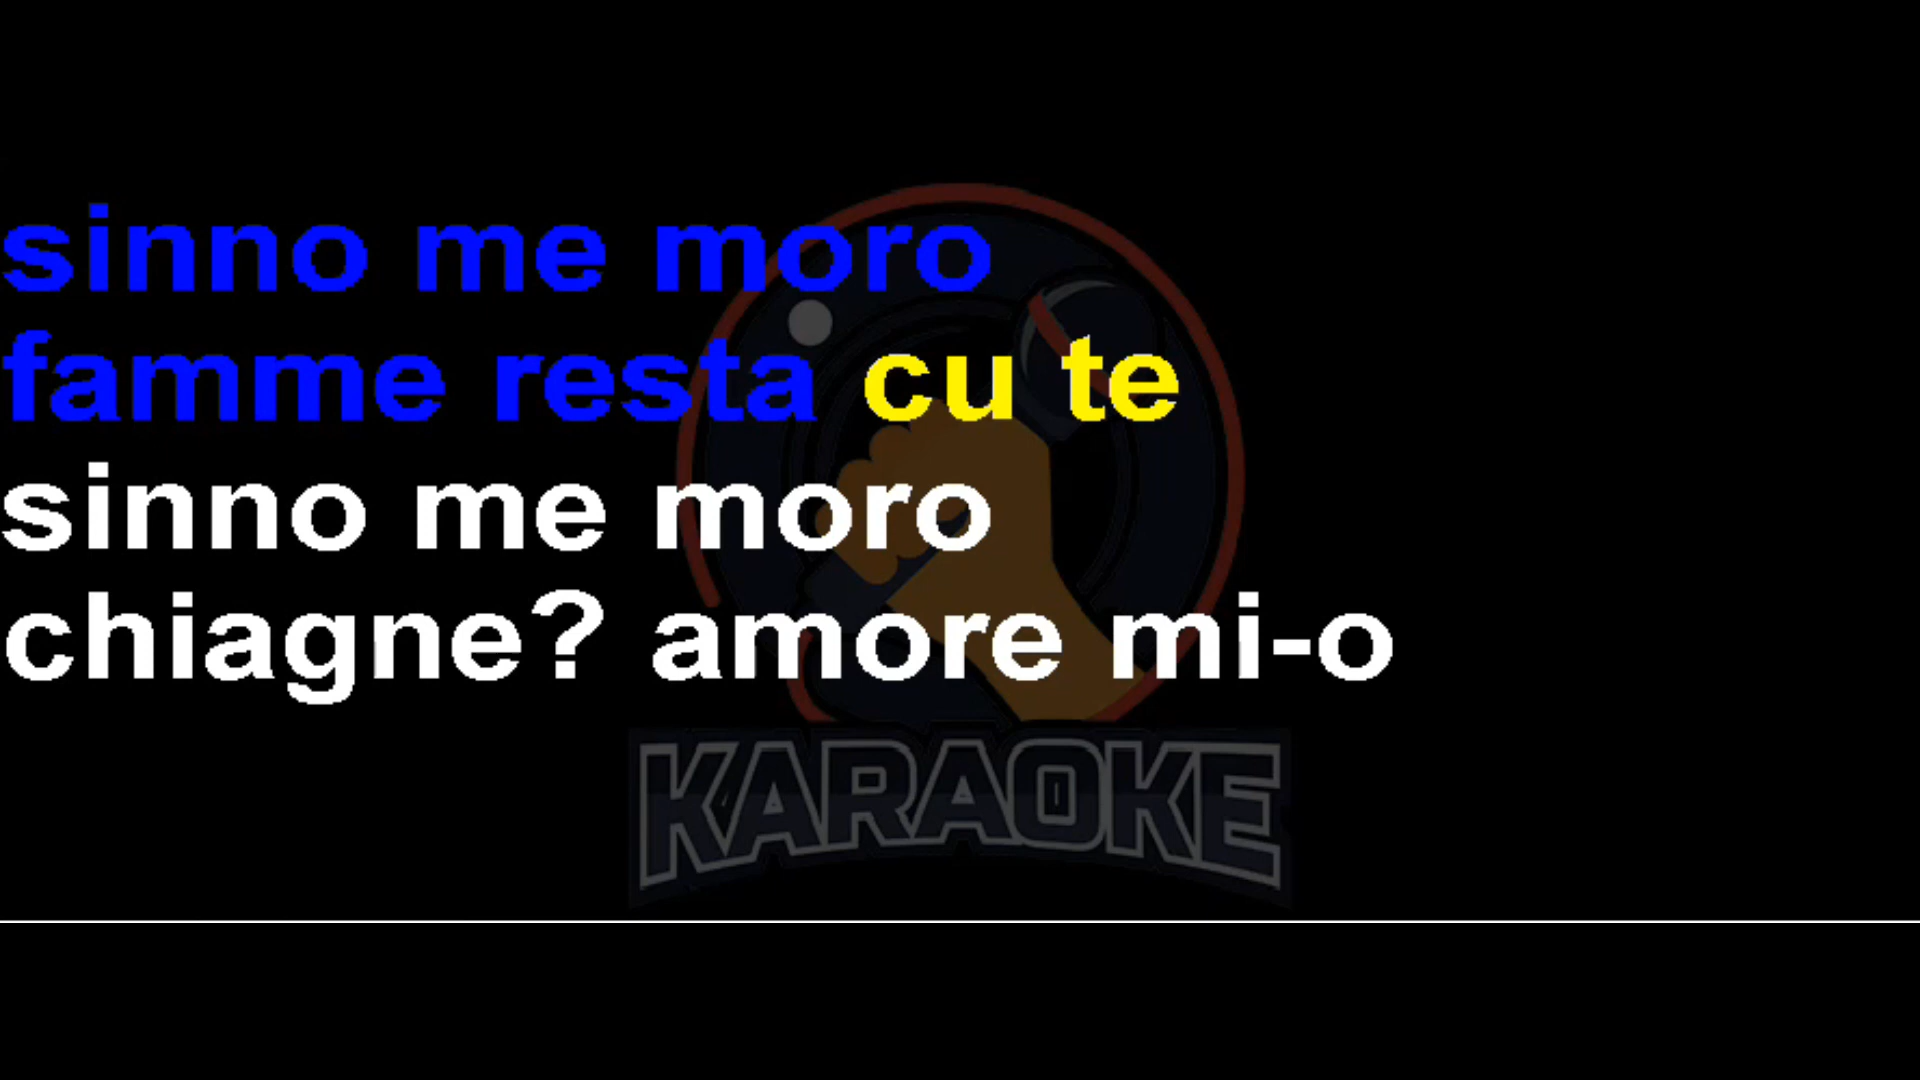 sinno me moro
famme resta cu te
sinno me moro
chiagne? amore mi-o
KARAOKE